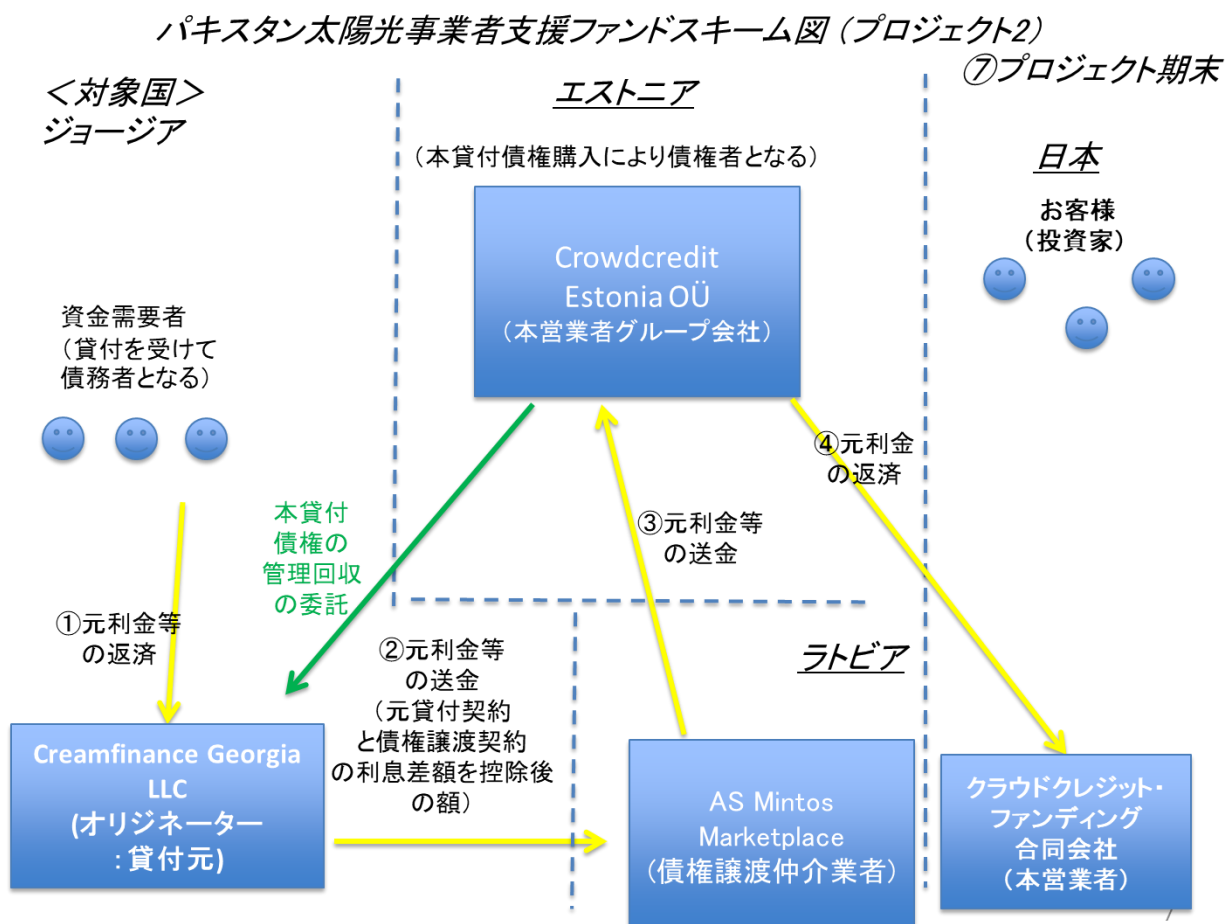 パキスタン太陽光事業者支援ファンドスキーム図（プロジェクト2）
⑦プロジェクト期末
＜対象国＞
ジョージア
エストニア
（本貸付債権購入により債権者となる）
日本
お客様
（投資家）
Crowdcredit
Estonia OÜ
（本営業者グループ会社）
資金需要者
（貸付を受けて
債務者となる）
④元利金
の返済
本貸付
債権の
管理回収
の委託
③元利金等
の送金
①元利金等
の返済
②元利金等
の送金
（元貸付契約
と債権譲渡契約
の利息差額を控除後
の額）
ラトビア
Creamfinance Georgia
LLC
(オリジネーター
：貸付元)
AS Mintos
Marketplace
（債権譲渡仲介業者）
クラウドクレジット・
ファンディング
合同会社
（本営業者）
7